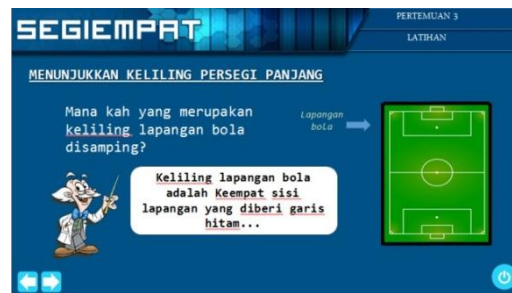 SEGIEMPAT
PERTEMUAN 3
LATIHAN
MENUNJUKKAN KELILING PERSEGI PANJANG
Mana kah yang merupakan
keliling lapangan bola
disamping?
Lapangan
bola
Keliling lapangan bola
adalah Keempat sisi
lapangan yang diberi garis
hitam...